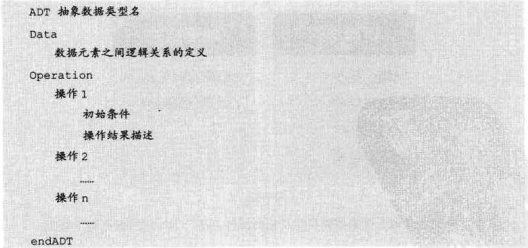 ADT 抽象数据类型名
Data
数据元素之间逻辑关系的定义
Operation
操作 1
初始条件
操作结果描述
操作 2
……
操作 n
……
endADT